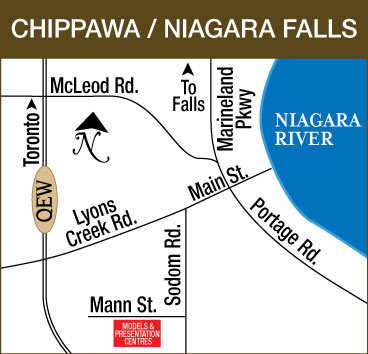 CHIPPAWA / NIAGARA FALLS
McLeod Rd.
To
Falls
Marineland
Pkwy
Toronto
N
NIAGARA
RIVER
QEW
Main St.
Lyons
Creek Rd.
Portage Rd.
Sodom Rd.
Mann St.
MODELS &
PRESENTATION
CENTRES